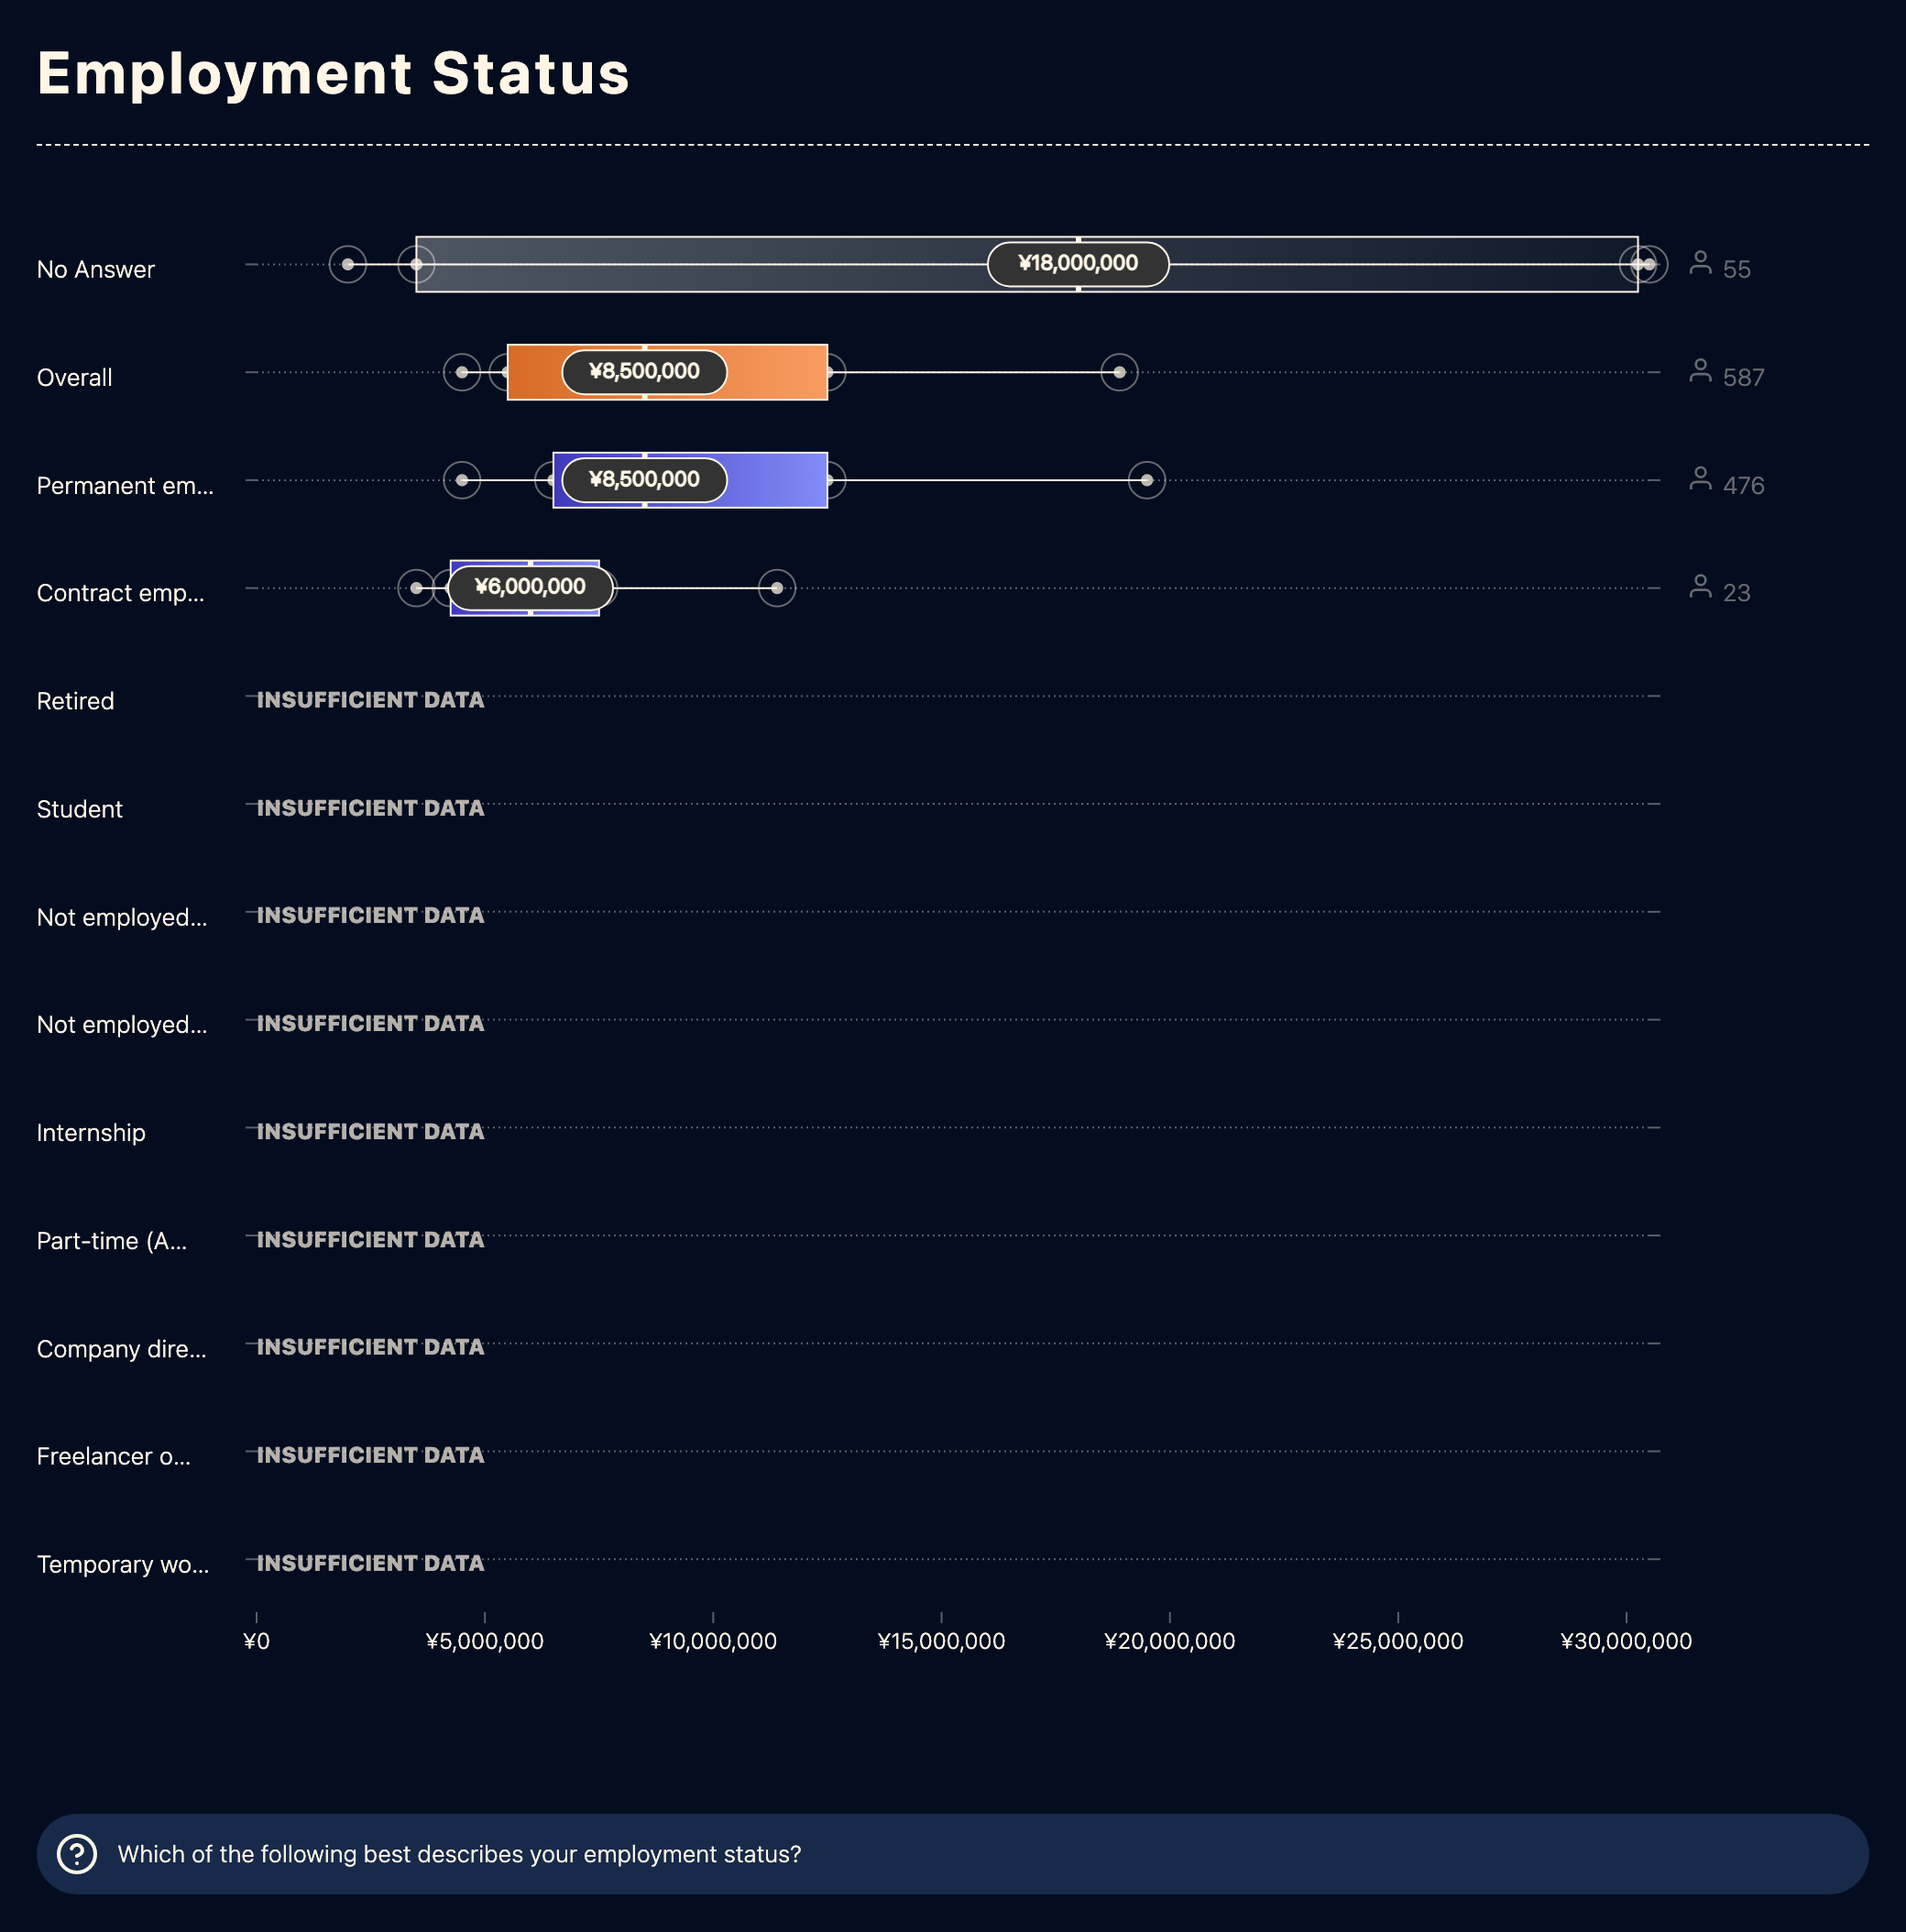 Employment Status
No Answer
¥18,000,000
55
Overall
¥8,500,000
587
Permanent em...
¥8,500,000
476
Contract emp...
¥6,000,000
23
Retired
INSUFFICIENT DATA
Student
INSUFFICIENT DATA
Not employed...
INSUFFICIENT DATA
Not employed...
INSUFFICIENT DATA
Internship
INSUFFICIENT DATA
Part-time (A...
INSUFFICIENT DATA
Company dire...
INSUFFICIENT DATA
Freelancer o...
INSUFFICIENT DATA
Temporary wo...
INSUFFICIENT DATA
¥0 ¥5,000,000 ¥10,000,000 ¥15,000,000 ¥20,000,000 ¥25,000,000 ¥30,000,000
Which of the following best describes your employment status?